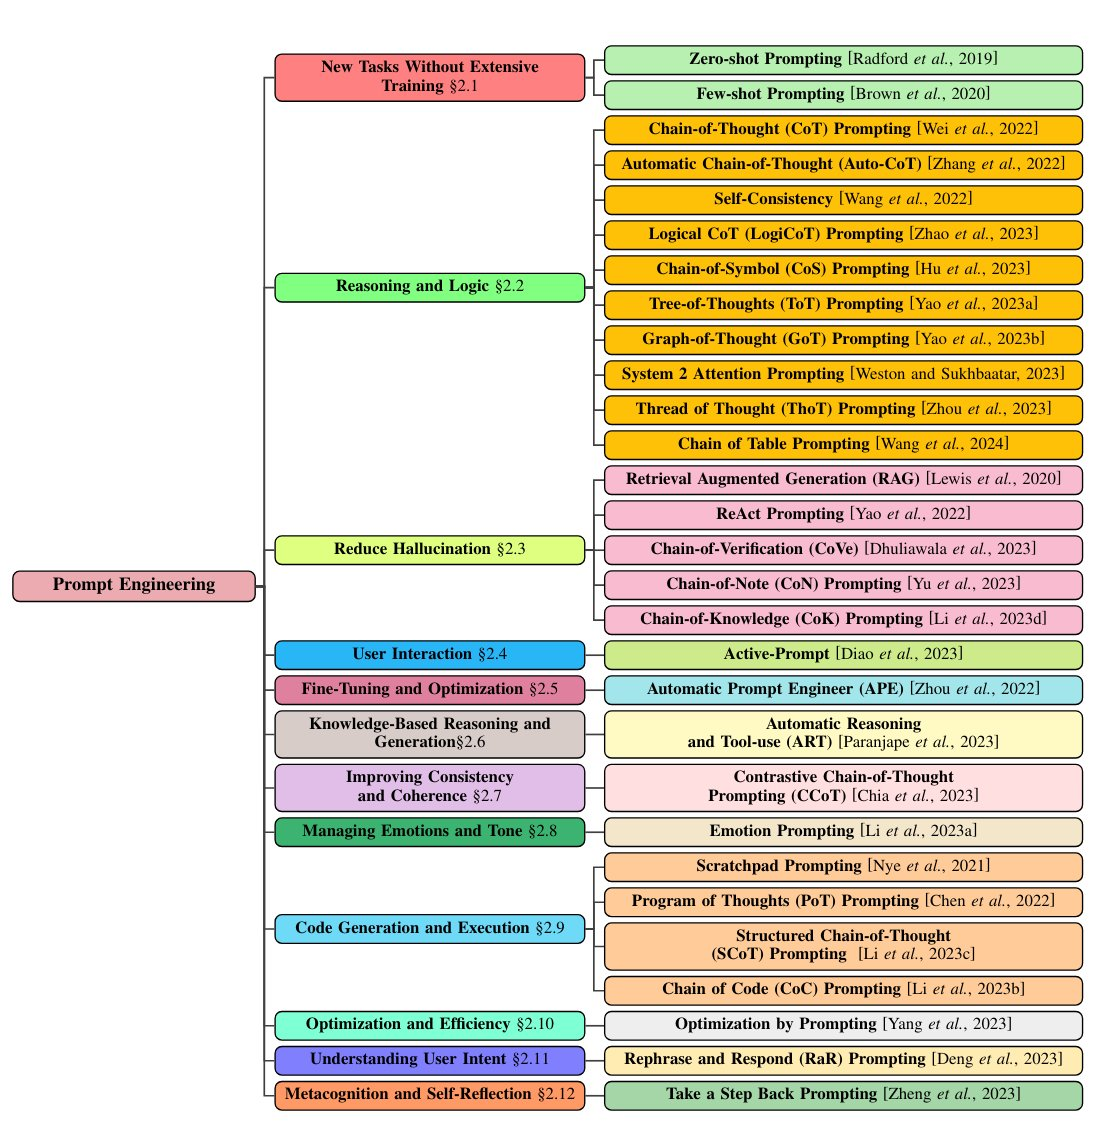 Prompt Engineering
New Tasks Without Extensive
Training §2.1
Zero-shot Prompting [Radford et al., 2019]
Few-shot Prompting [Brown et al., 2020]
Reasoning and Logic §2.2
Chain-of-Thought (CoT) Prompting [Wei et al., 2022]
Automatic Chain-of-Thought (Auto-CoT) [Zhang et al., 2022]
Self-Consistency [Wang et al., 2022]
Logical CoT (LogiCoT) Prompting [Zhao et al., 2023]
Chain-of-Symbol (CoS) Prompting [Hu et al., 2023]
Tree-of-Thoughts (ToT) Prompting [Yao et al., 2023a]
Graph-of-Thought (GoT) Prompting [Yao et al., 2023b]
System 2 Attention Prompting [Weston and Sukhbaatar, 2023]
Thread of Thought (ThoT) Prompting [Zhou et al., 2023]
Chain of Table Prompting [Wang et al., 2024]
Reduce Hallucination §2.3
Retrieval Augmented Generation (RAG) [Lewis et al., 2020]
ReAct Prompting [Yao et al., 2022]
Chain-of-Verification (CoVe) [Dhuliawala et al., 2023]
Chain-of-Note (CoN) Prompting [Yu et al., 2023]
Chain-of-Knowledge (CoK) Prompting [Li et al., 2023d]
User Interaction §2.4
Active-Prompt [Diao et al., 2023]
Fine-Tuning and Optimization §2.5
Automatic Prompt Engineer (APE) [Zhou et al., 2022]
Knowledge-Based Reasoning and
Generation§2.6
Automatic Reasoning
and Tool-use (ART) [Paranjape et al., 2023]
Improving Consistency
and Coherence §2.7
Contrastive Chain-of-Thought
Prompting (CCoT) [Chia et al., 2023]
Managing Emotions and Tone §2.8
Emotion Prompting [Li et al., 2023a]
Code Generation and Execution §2.9
Scratchpad Prompting [Nye et al., 2021]
Program of Thoughts (PoT) Prompting [Chen et al., 2022]
Structured Chain-of-Thought
(SCoT) Prompting [Li et al., 2023c]
Chain of Code (CoC) Prompting [Li et al., 2023b]
Optimization and Efficiency §2.10
Optimization by Prompting [Yang et al., 2023]
Understanding User Intent §2.11
Rephrase and Respond (RaR) Prompting [Deng et al., 2023]
Metacognition and Self-Reflection §2.12
Take a Step Back Prompting [Zheng et al., 2023]